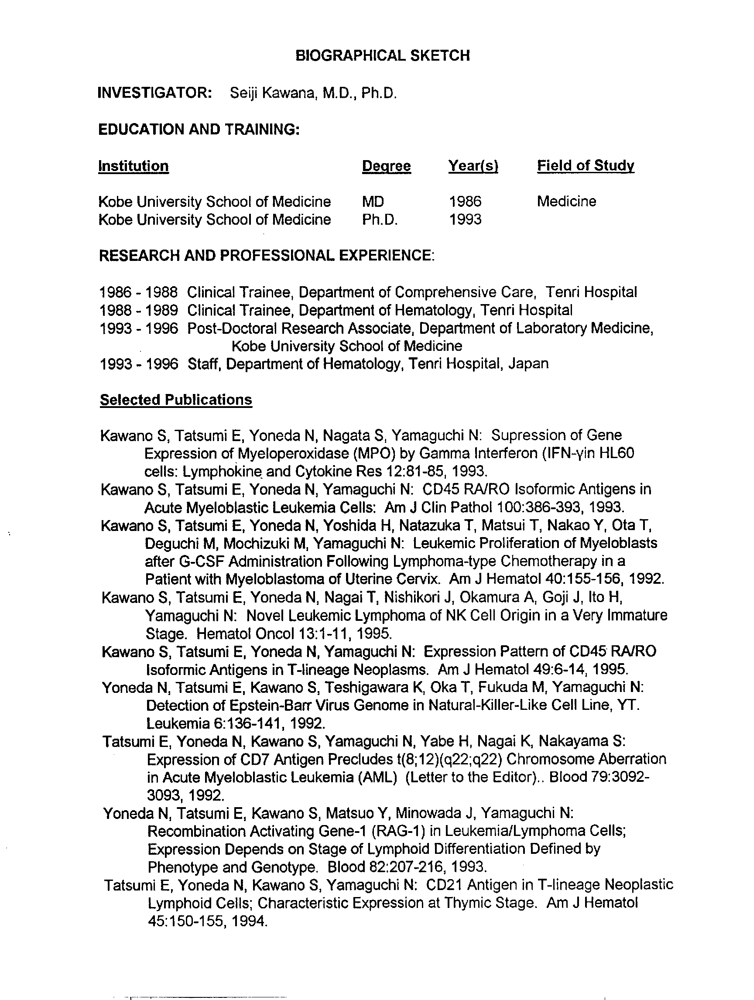 BIOGRAPHICAL SKETCH
INVESTIGATOR: Seiji Kawana, M.D., Ph.D.
EDUCATION AND TRAINING:
Institution Degree Year(s) Field of Study
Kobe University School of Medicine MD 1986 Medicine
Kobe University School of Medicine Ph.D. 1993
RESEARCH AND PROFESSIONAL EXPERIENCE:
1986 - 1988 Clinical Trainee, Department of Comprehensive Care, Tenri Hospital
1988 - 1989 Clinical Trainee, Department of Hematology, Tenri Hospital
1993 - 1996 Post-Doctoral Research Associate, Department of Laboratory Medicine,
Kobe University School of Medicine
1993 - 1996 Staff, Department of Hematology, Tenri Hospital, Japan
Selected Publications
Kawano S, Tatsumi E, Yoneda N, Nagata S, Yamaguchi N: Supression of Gene
Expression of Myeloperoxidase (MPO) by Gamma Interferon (IFN-γin HL60
cells: Lymphokine and Cytokine Res 12:81-85, 1993.
Kawano S, Tatsumi E, Yoneda N, Yamaguchi N: CD45 RA/RO Isoformic Antigens in
Acute Myeloblastic Leukemia Cells: Am J Clin Pathol 100:386-393, 1993.
Kawano S, Tatsumi E, Yoneda N, Yoshida H, Natazuka T, Matsui T, Nakao Y, Ota T,
Deguchi M, Mochizuki M, Yamaguchi N: Leukemic Proliferation of Myeloblasts
after G-CSF Administration Following Lymphoma-type Chemotherapy in a
Patient with Myeloblastoma of Uterine Cervix. Am J Hematol 40:155-156, 1992.
Kawano S, Tatsumi E, Yoneda N, Nagai T, Nishikori J, Okamura A, Goji J, Ito H,
Yamaguchi N: Novel Leukemic Lymphoma of NK Cell Origin in a Very Immature
Stage. Hematol Oncol 13:1-11, 1995.
Kawano S, Tatsumi E, Yoneda N, Yamaguchi N: Expression Pattern of CD45 RA/RO
Isoformic Antigens in T-lineage Neoplasms. Am J Hematol 49:6-14, 1995.
Yoneda N, Tatsumi E, Kawano S, Teshigawara K, Oka T, Fukuda M, Yamaguchi N:
Detection of Epstein-Barr Virus Genome in Natural-Killer-Like Cell Line, YT.
Leukemia 6:136-141, 1992.
Tatsumi E, Yoneda N, Kawano S, Yamaguchi N, Yabe H, Nagai K, Nakayama S:
Expression of CD7 Antigen Precludes t(8;12)(q22;q22) Chromosome Aberration
in Acute Myeloblastic Leukemia (AML) (Letter to the Editor).. Blood 79:3092-
3093, 1992.
Yoneda N, Tatsumi E, Kawano S, Matsuo Y, Minowada J, Yamaguchi N:
Recombination Activating Gene-1 (RAG-1) in Leukemia/Lymphoma Cells;
Expression Depends on Stage of Lymphoid Differentiation Defined by
Phenotype and Genotype. Blood 82:207-216, 1993.
Tatsumi E, Yoneda N, Kawano S, Yamaguchi N: CD21 Antigen in T-lineage Neoplastic
Lymphoid Cells; Characteristic Expression at Thymic Stage. Am J Hematol
45:150-155, 1994.